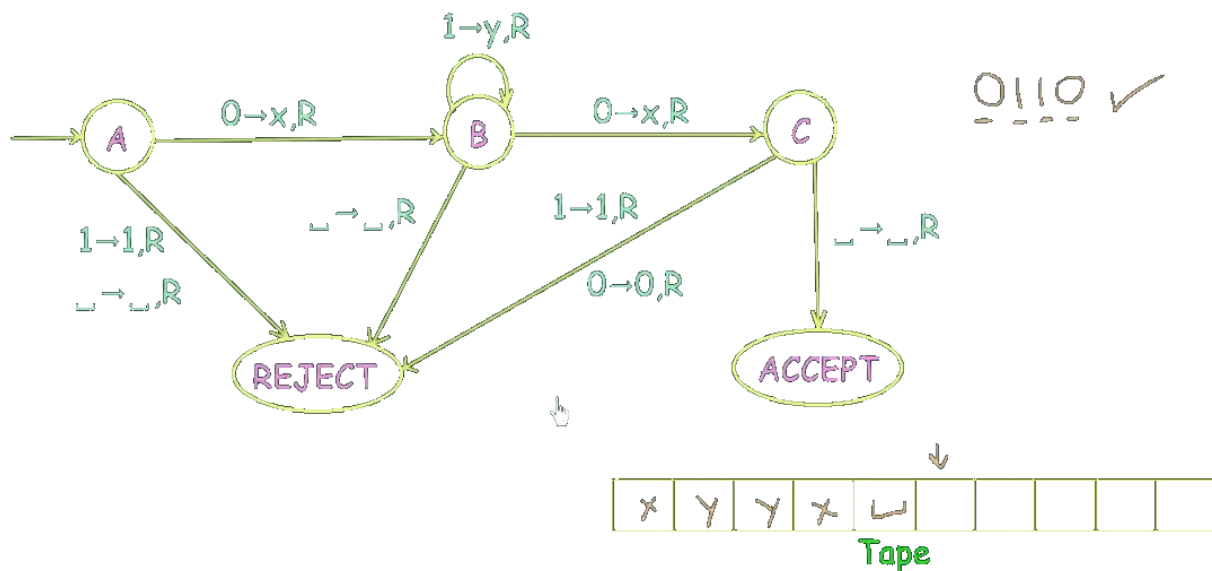 1→y,R
0110 ✓
0→x,R
0→x,R
A
B
C
␣→␣,R
1→1,R
1→1,R
␣→␣,R
␣→␣,R
0→0,R
REJECT
ACCEPT
x y y x ␣
Tape